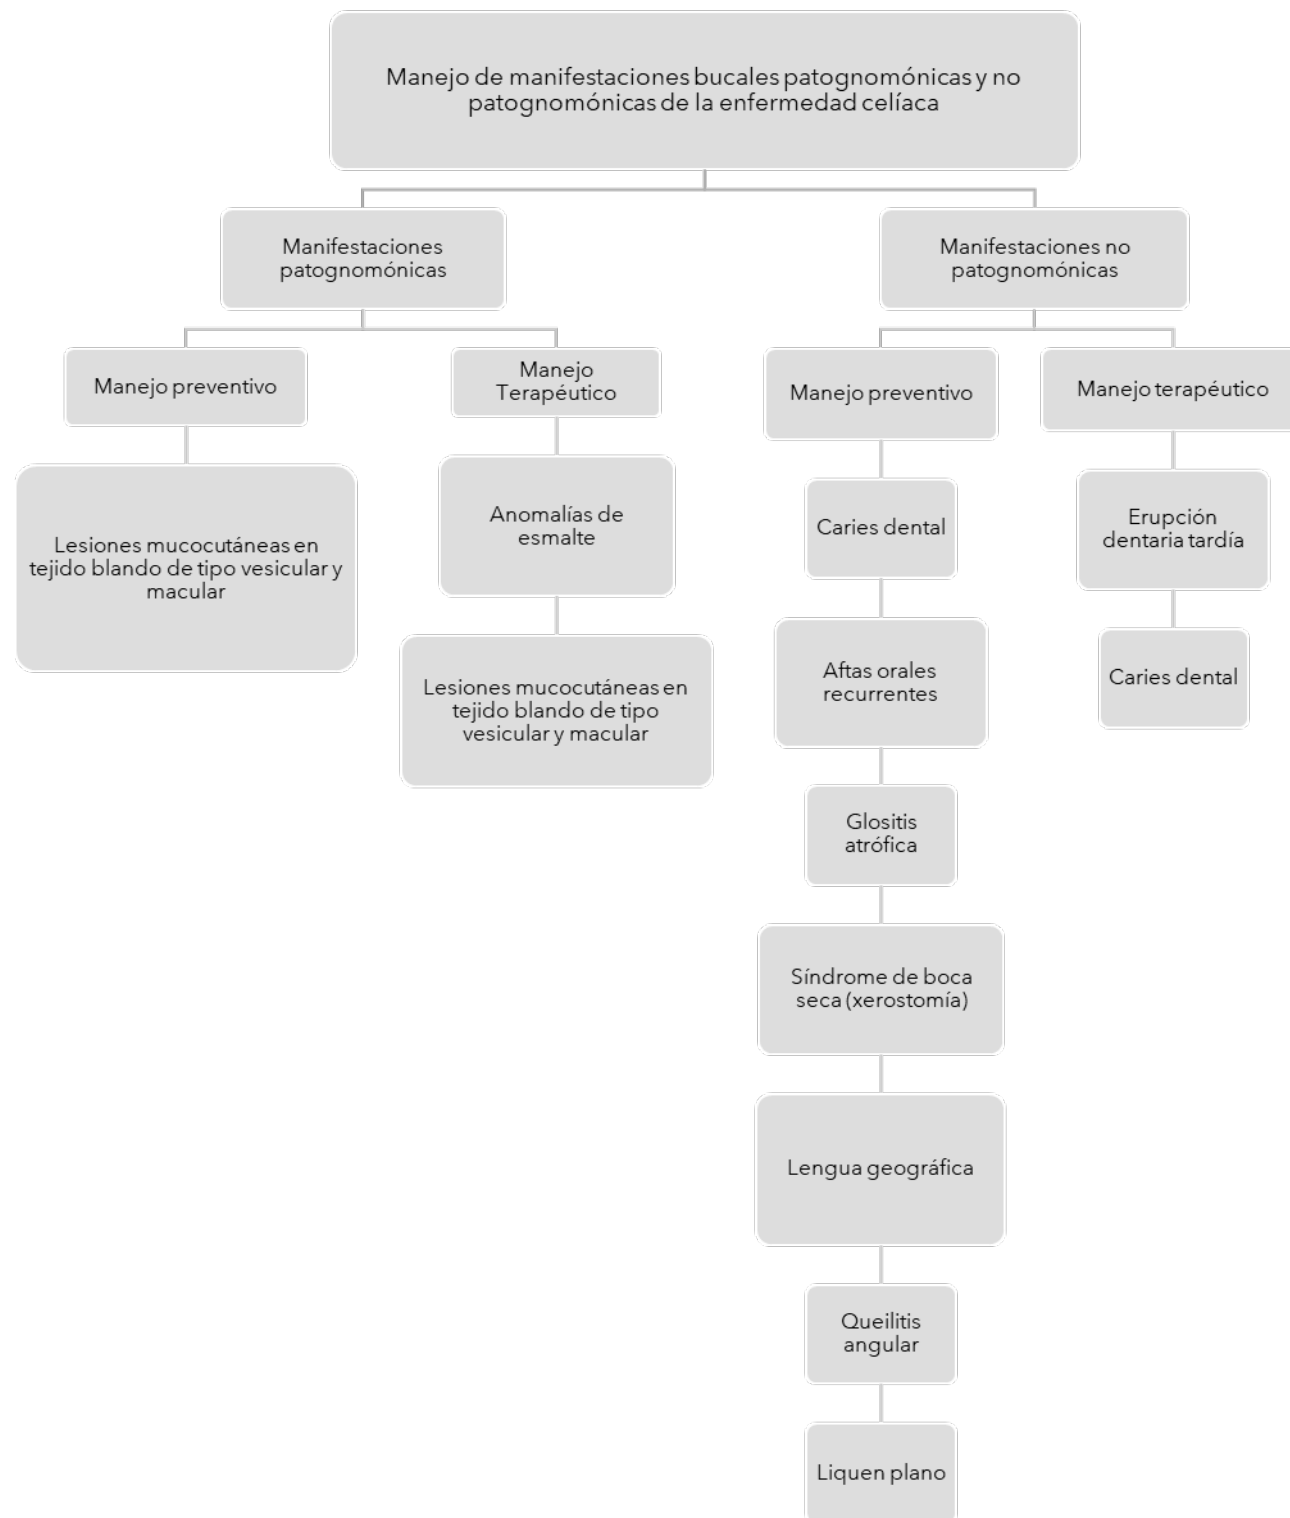 Manejo de manifestaciones bucales patognomónicas y no
patognomónicas de la enfermedad celíaca
Manifestaciones
patognomónicas
Manejo preventivo
Lesiones mucocutáneas en
tejido blando de tipo vesicular y
macular
Manejo
Terapéutico
Anomalías de
esmalte
Lesiones mucocutáneas en
tejido blando de tipo
vesicular y macular
Manifestaciones no
patognomónicas
Manejo preventivo
Caries dental
Aftas orales
recurrentes
Glositis
atrófica
Síndrome de boca
seca (xerostomía)
Lengua geográfica
Queilitis
angular
Liquen plano
Manejo terapéutico
Erupción
dentaria tardía
Caries dental